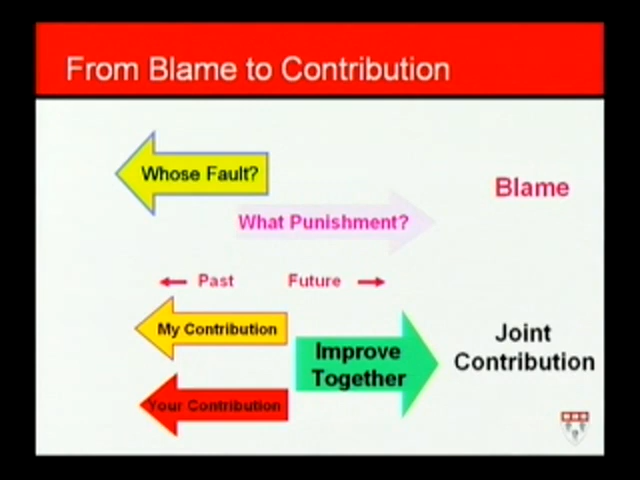 From Blame to Contribution
Whose Fault?
Blame
What Punishment?
Past
Future
My Contribution
Improve
Together
Joint
Contribution
Your Contribution